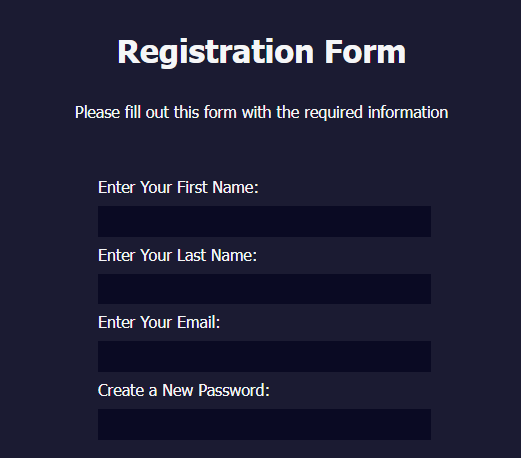 Registration Form
Please fill out this form with the required information
Enter Your First Name:
Enter Your Last Name:
Enter Your Email:
Create a New Password: